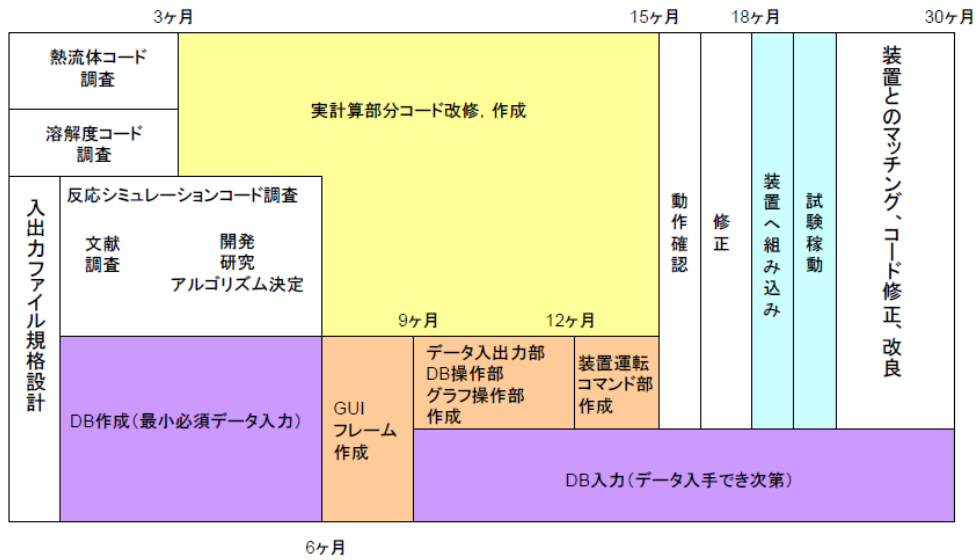 3ヶ月
15ヶ月
18ヶ月
30ヶ月
熱流体コード
調査
溶解度コード
調査
実計算部分コード改修，作成
入出力ファイル規格設計
反応シミュレーションコード調査
文献
調査
開発
研究
アルゴリズム決定
動作確認
修正
装置へ組み込み
試験稼動
装置とのマッチング、コード修正、改良
9ヶ月
12ヶ月
DB作成（最小必須データ入力）
GUI
フレーム
作成
データ入出力部
DB操作部
グラフ操作部
作成
装置運転
コマンド部
作成
DB入力（データ入手でき次第）
6ヶ月